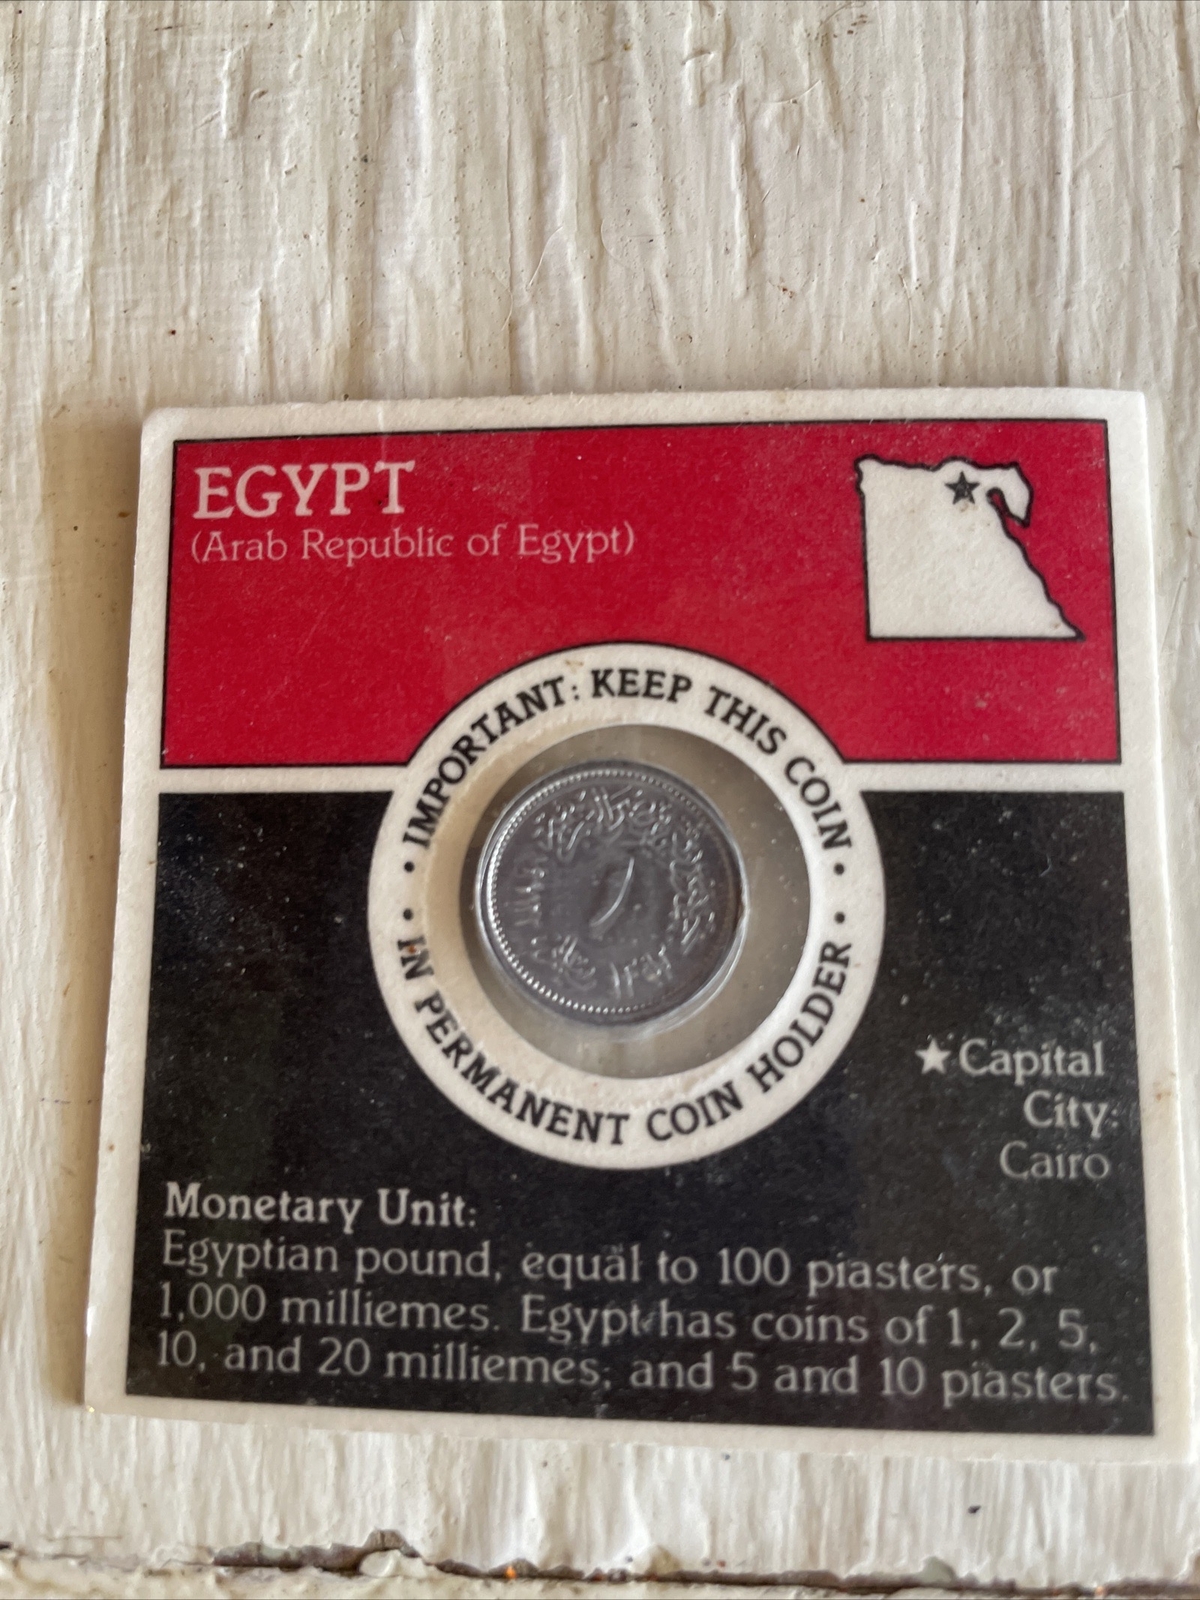 EGYPT
(Arab Republic of Egypt)
• IMPORTANT: KEEP THIS COIN •
• IN PERMANENT COIN HOLDER •
١
١٣٩٢
★ Capital
City:
Cairo
Monetary Unit:
Egyptian pound, equal to 100 piasters, or
1,000 milliemes. Egypt has coins of 1, 2, 5,
10, and 20 milliemes; and 5 and 10 piasters.